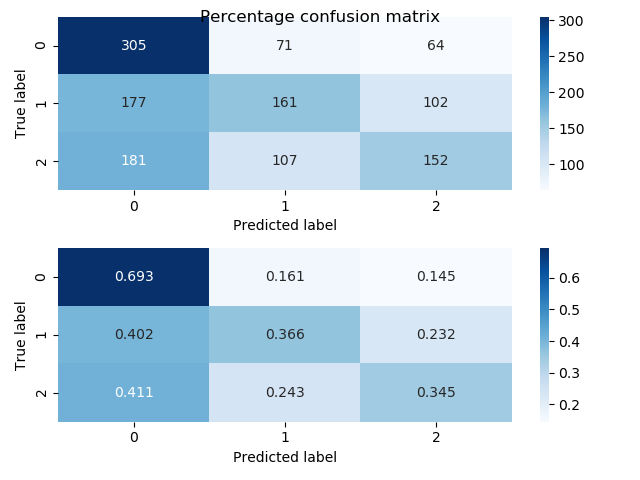 Percentage confusion matrix
True label
0 305 71 64
1 177 161 102
2 181 107 152
0 1 2
Predicted label
300
250
200
150
100
True label
0 0.693 0.161 0.145
1 0.402 0.366 0.232
2 0.411 0.243 0.345
0 1 2
Predicted label
0.6
0.5
0.4
0.3
0.2